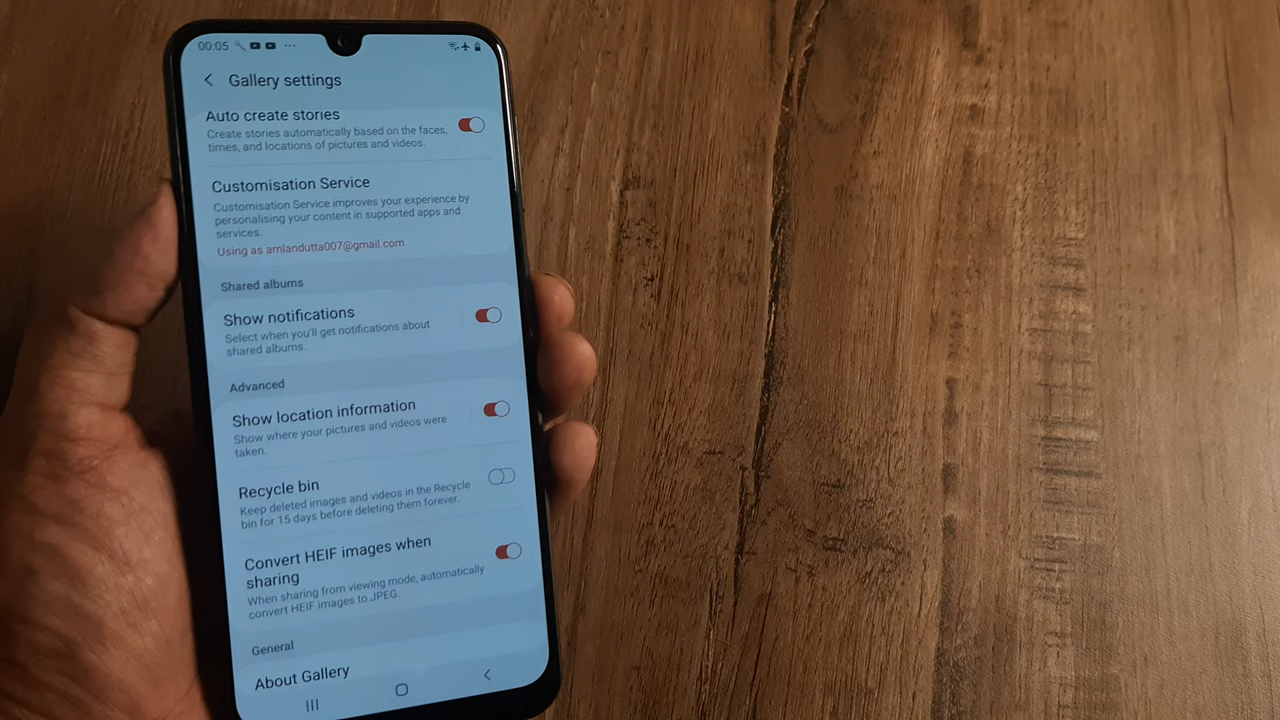 00:05
Gallery settings
Auto create stories
Create stories automatically based on the faces,
times, and locations of pictures and videos.
Customisation Service
Customisation Service improves your experience by
personalising your content in supported apps and
services.
Using as amlandutta007@gmail.com
Shared albums
Show notifications
Select when you'll get notifications about
shared albums.
Advanced
Show location information
Show where your pictures and videos were
taken.
Recycle bin
Keep deleted images and videos in the Recycle
bin for 15 days before deleting them forever.
Convert HEIF images when
sharing
When sharing from viewing mode, automatically
convert HEIF images to JPEG.
General
About Gallery